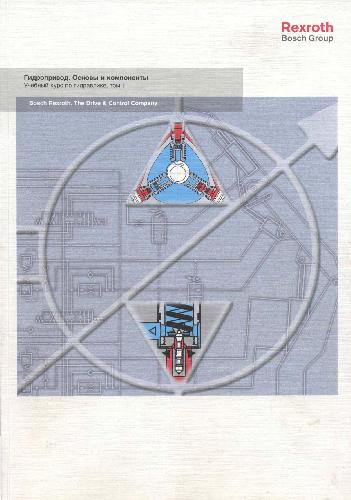 Rexroth
Bosch Group
Гидропривод. Основы и компоненты
Учебный курс по гидравлике, том 1
Bosch Rexroth. The Drive & Control Company